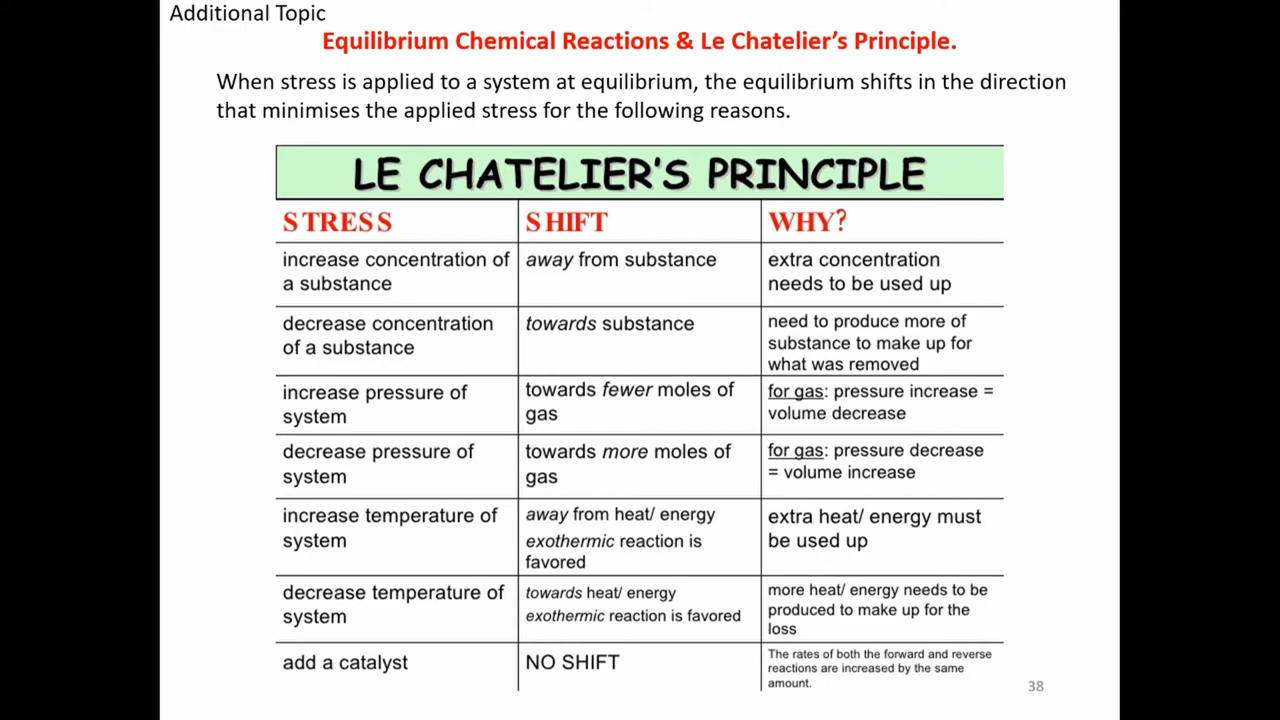 Additional Topic
Equilibrium Chemical Reactions & Le Chatelier's Principle.
When stress is applied to a system at equilibrium, the equilibrium shifts in the direction
that minimises the applied stress for the following reasons.
LE CHATELIER'S PRINCIPLE
STRESS
SHIFT
WHY?
increase concentration of
a substance
away from substance
extra concentration
needs to be used up
decrease concentration
of a substance
towards substance
need to produce more of
substance to make up for
what was removed
increase pressure of
system
towards fewer moles of
gas
for gas: pressure increase =
volume decrease
decrease pressure of
system
towards more moles of
gas
for gas: pressure decrease
= volume increase
increase temperature of
system
away from heat/ energy
exothermic reaction is
favored
extra heat/ energy must
be used up
decrease temperature of
system
towards heat/ energy
exothermic reaction is favored
more heat/ energy needs to be
produced to make up for the
loss
add a catalyst
NO SHIFT
The rates of both the forward and reverse
reactions are increased by the same
amount.
38